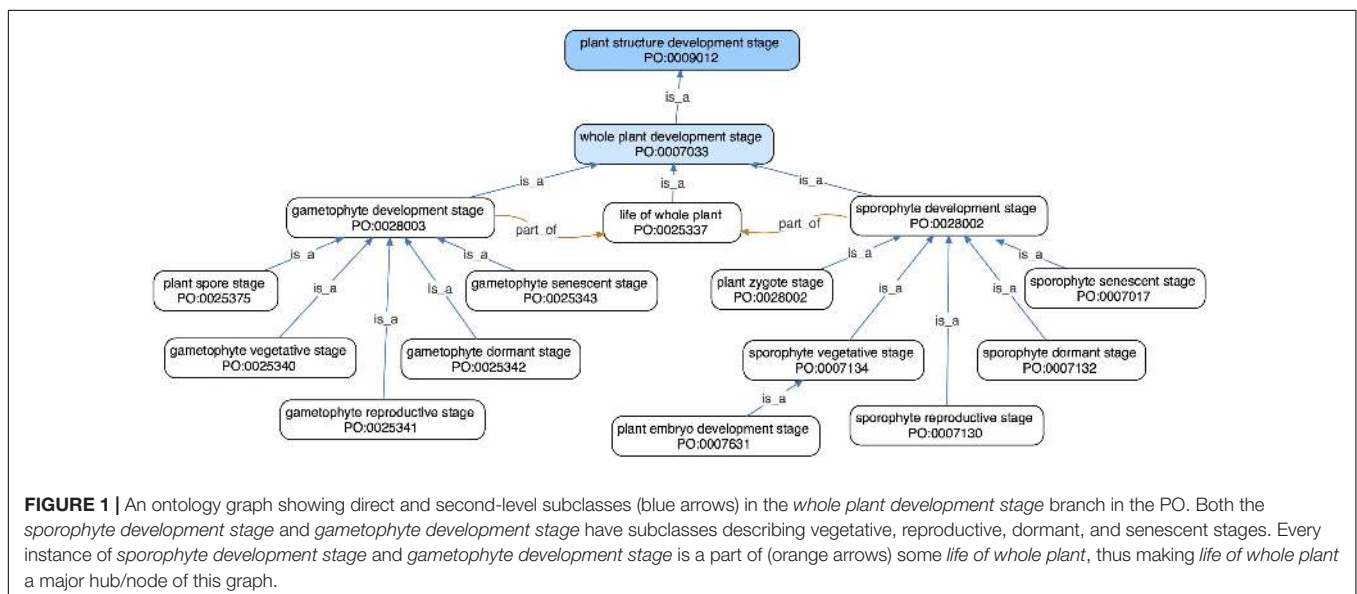 plant structure development stage
PO:0009012
is_a
whole plant development stage
PO:0007033
is_a
is_a
is_a
gametophyte development stage
PO:0028003
part_of
life of whole plant
PO:0025337
part_of
sporophyte development stage
PO:0028002
is_a
is_a
is_a
is_a
plant spore stage
PO:0025375
is_a
is_a
gametophyte senescent stage
PO:0025343
plant zygote stage
PO:0028002
is_a
is_a
sporophyte senescent stage
PO:0007017
is_a
is_a
gametophyte vegetative stage
PO:0025340
gametophyte dormant stage
PO:0025342
sporophyte vegetative stage
PO:0007134
sporophyte dormant stage
PO:0007132
is_a
gametophyte reproductive stage
PO:0025341
plant embryo development stage
PO:0007631
sporophyte reproductive stage
PO:0007130
FIGURE 1 | An ontology graph showing direct and second-level subclasses (blue arrows) in the whole plant development stage branch in the PO. Both the
sporophyte development stage and gametophyte development stage have subclasses describing vegetative, reproductive, dormant, and senescent stages. Every
instance of sporophyte development stage and gametophyte development stage is a part of (orange arrows) some life of whole plant, thus making life of whole plant
a major hub/node of this graph.